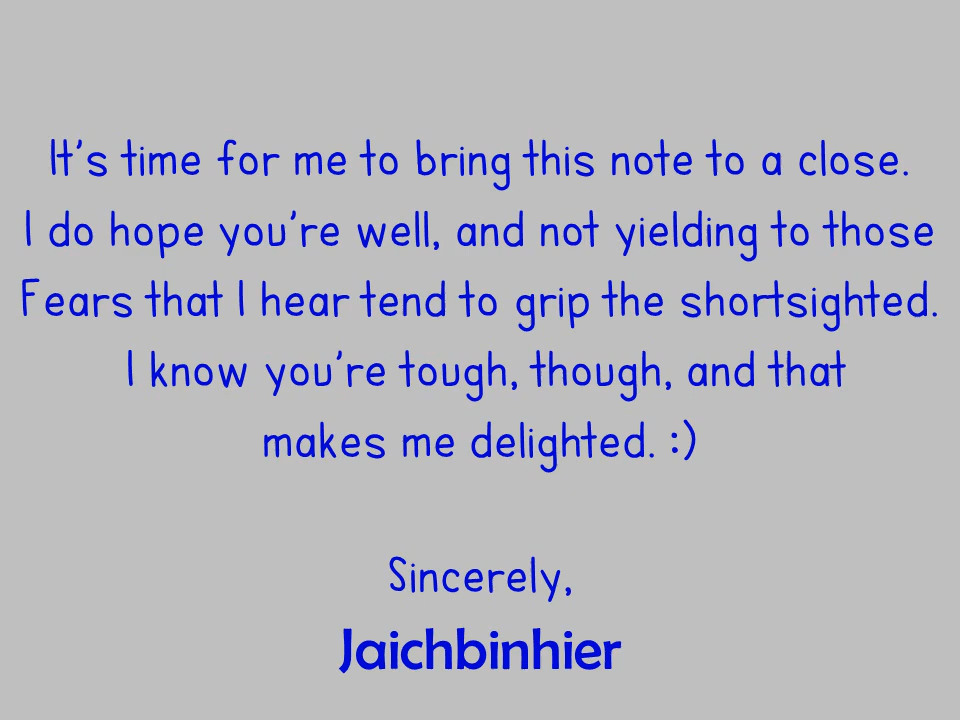 It's time for me to bring this note to a close.
I do hope you're well, and not yielding to those
Fears that I hear tend to grip the shortsighted.
I know you're tough, though, and that
makes me delighted. :)
Sincerely,
Jaichbinhier